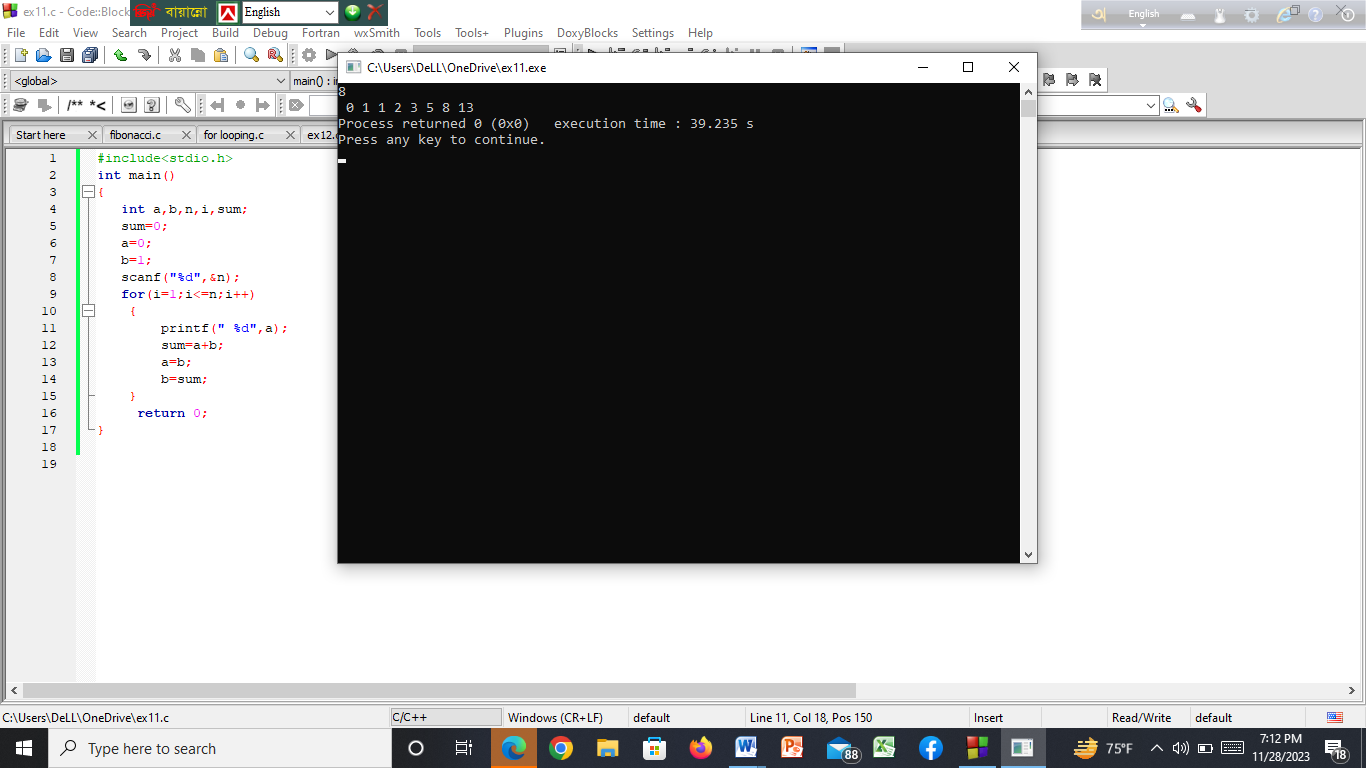 ex11.c - Code::Block
বায়ান্নো
English
English
File Edit View Search Project Build Debug Fortran wxSmith Tools Tools+ Plugins DoxyBlocks Settings Help
<global>
main() : in
/** *<
Start here
fibonacci.c
for looping.c
ex12.
1 #include<stdio.h>
2 int main()
3 {
4 int a,b,n,i,sum;
5 sum=0;
6 a=0;
7 b=1;
8 scanf("%d",&n);
9 for(i=1;i<=n;i++)
10 {
11 printf(" %d",a);
12 sum=a+b;
13 a=b;
14 b=sum;
15 }
16 return 0;
17 }
18
19
C:\Users\DeLL\OneDrive\ex11.exe
8
0 1 1 2 3 5 8 13
Process returned 0 (0x0) execution time : 39.235 s
Press any key to continue.
C:\Users\DeLL\OneDrive\ex11.c C/C++ Windows (CR+LF) default Line 11, Col 18, Pos 150 Insert Read/Write default
Type here to search
88
75°F
7:12 PM
11/28/2023
18